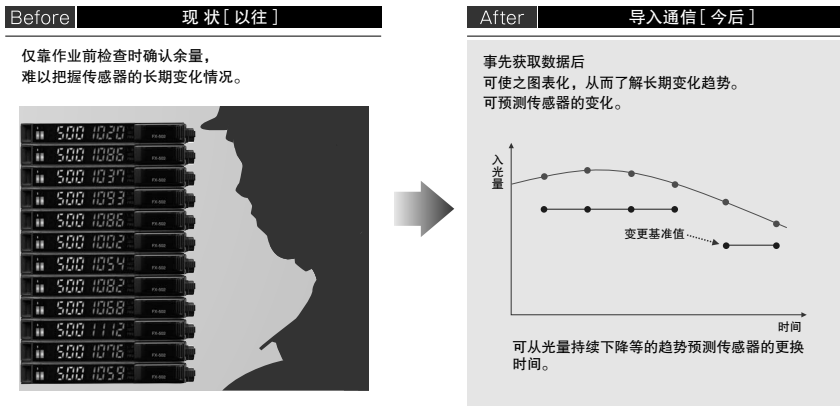 Before
现 状 [ 以往 ]
仅靠作业前检查时确认余量，
难以把握传感器的长期变化情况。
500 1020
500 1086
500 1037
500 1093
500 1086
500 1002
500 1054
500 1082
500 1068
500 1112
500 1076
500 1059
After
导入通信 [ 今后 ]
事先获取数据后
可使之图表化，从而了解长期变化趋势。
可预测传感器的变化。
入光量
变更基准值
时间
可从光量持续下降等的趋势预测传感器的更换
时间。